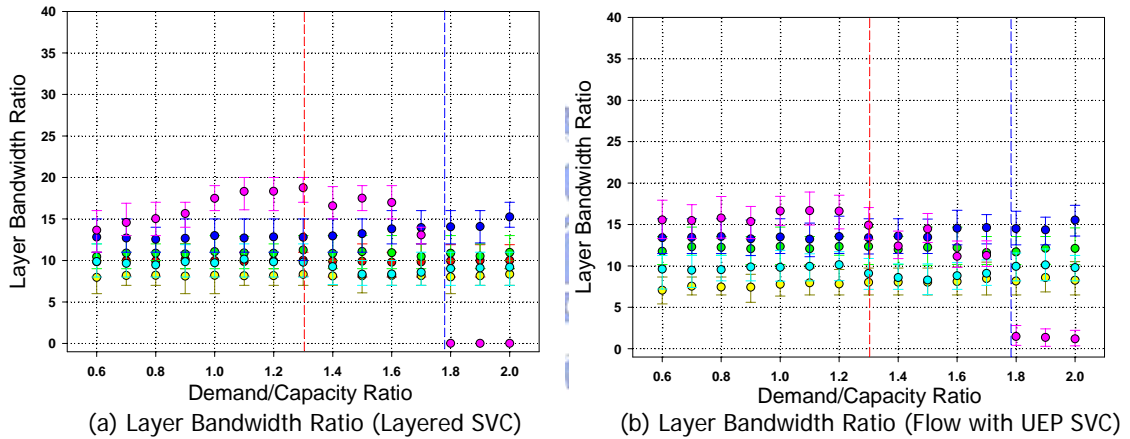 40
35
30
25
20
15
10
5
0
Layer Bandwidth Ratio
0.6 0.8 1.0 1.2 1.4 1.6 1.8 2.0
Demand/Capacity Ratio
(a) Layer Bandwidth Ratio (Layered SVC)
40
35
30
25
20
15
10
5
0
Layer Bandwidth Ratio
0.6 0.8 1.0 1.2 1.4 1.6 1.8 2.0
Demand/Capacity Ratio
(b) Layer Bandwidth Ratio (Flow with UEP SVC)